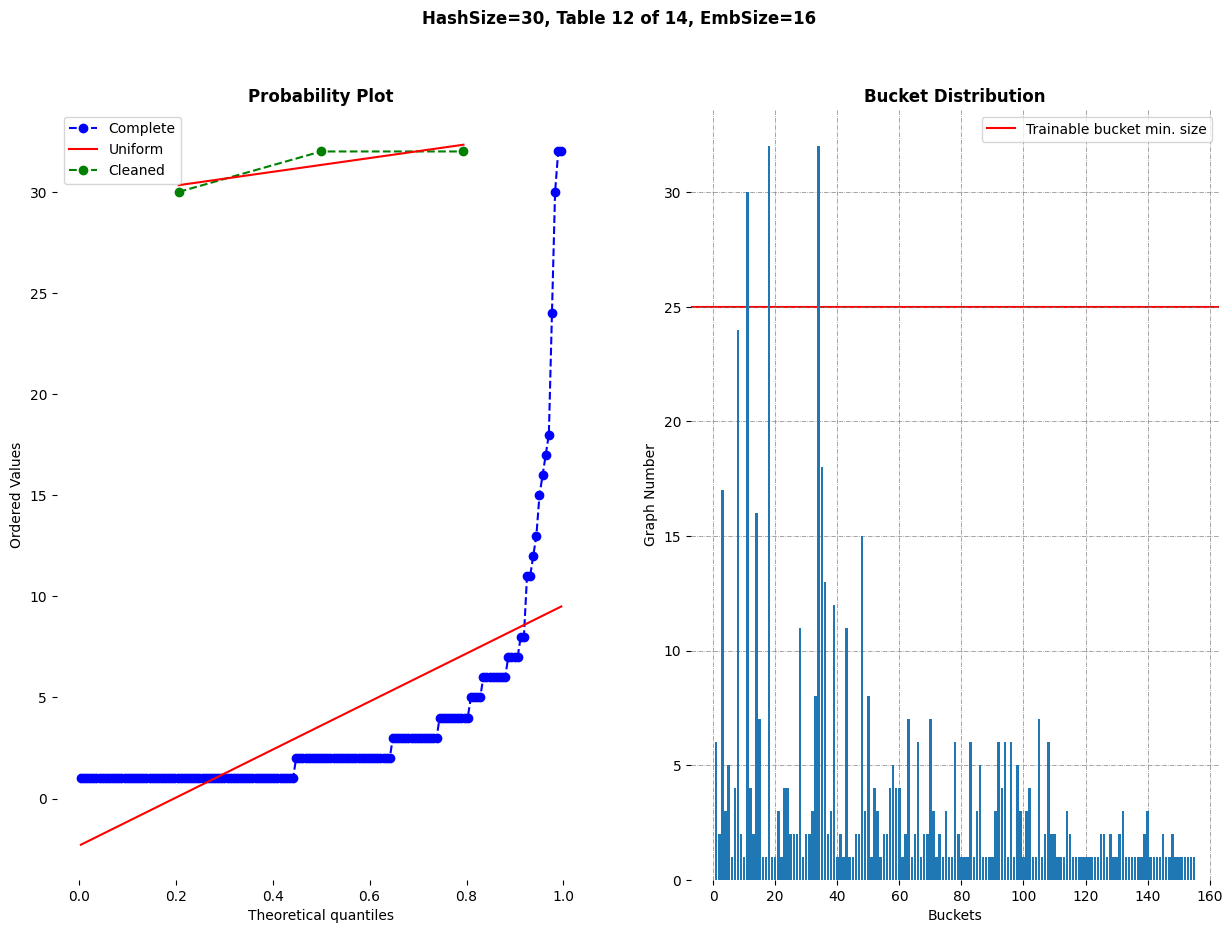 HashSize=30, Table 12 of 14, EmbSize=16
Probability Plot
Complete
Uniform
Cleaned
30
25
20
15
10
5
0
Ordered Values
0.0 0.2 0.4 0.6 0.8 1.0
Theoretical quantiles
Bucket Distribution
Trainable bucket min. size
30
25
20
15
10
5
0
Graph Number
0 20 40 60 80 100 120 140 160
Buckets